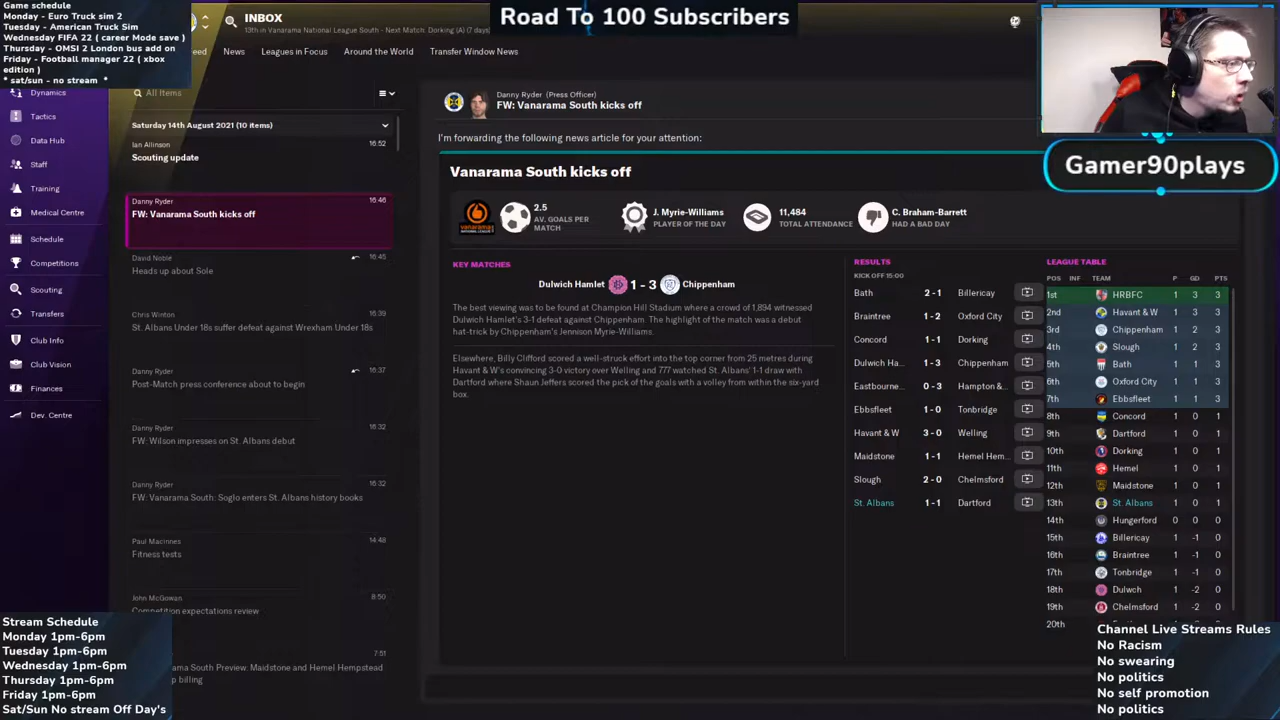 Game schedule
Monday - Euro Truck sim 2
Tuesday - American Truck Sim
Wednesday FIFA 22 ( career Mode save )
Thursday - OMSI 2 London bus add on
Friday - Football manager 22 ( xbox
edition )
* sat/sun - no stream *
INBOX
13th in Vanarama National League South - Next Match: Dorking (A) (7 days)
Road To 100 Subscribers
News
Leagues in Focus
Around the World
Transfer Window News
Gamer90plays
Dynamics
Tactics
Data Hub
Staff
Training
Medical Centre
Schedule
Competitions
Scouting
Transfers
Club Info
Club Vision
Finances
Dev. Centre
All Items
Saturday 14th August 2021 (10 items)
Ian Allinson 16:52
Scouting update
Danny Ryder 16:46
FW: Vanarama South kicks off
David Noble 16:45
Heads up about Sole
Chris Winton 16:39
St. Albans Under 18s suffer defeat against Wrexham Under 18s
Danny Ryder 16:37
Post-Match press conference about to begin
Danny Ryder 16:32
FW: Wilson impresses on St. Albans debut
Danny Ryder 16:32
FW: Vanarama South: Soglo enters St. Albans history books
Paul Macinnes 14:48
Fitness tests
John McGowan 8:50
Competition expectations review
7:51
South Preview: Maidstone and Hemel Hempstead
billing
Danny Ryder (Press Officer)
FW: Vanarama South kicks off
I'm forwarding the following news article for your attention:
Vanarama South kicks off
2.5
AV. GOALS PER
MATCH
J. Myrie-Williams
PLAYER OF THE DAY
11,484
TOTAL ATTENDANCE
C. Braham-Barrett
HAD A BAD DAY
KEY MATCHES
Dulwich Hamlet 1 - 3 Chippenham
The best viewing was to be found at Champion Hill Stadium where a crowd of 1,894 witnessed
Dulwich Hamlet's 3-1 defeat against Chippenham. The highlight of the match was a debut
hat-trick by Chippenham's Jennison Myrie-Williams.
Elsewhere, Billy Clifford scored a well-struck effort into the top corner from 25 metres during
Havant & W's convincing 3-0 victory over Welling and 777 watched St. Albans' 1-1 draw with
Dartford where Shaun Jeffers scored the pick of the goals with a volley from within the six-yard
box.
RESULTS
KICK OFF 15:00
Bath 2 - 1 Billericay
Braintree 1 - 2 Oxford City
Concord 1 - 1 Dorking
Dulwich Ha... 1 - 3 Chippenham
Eastbourne... 0 - 3 Hampton &...
Ebbsfleet 1 - 0 Tonbridge
Havant & W 3 - 0 Welling
Maidstone 1 - 1 Hemel Hem...
Slough 2 - 0 Chelmsford
St. Albans 1 - 1 Dartford
LEAGUE TABLE
POS INF TEAM P GD PTS
1st HRBFC 1 3 3
2nd Havant & W 1 3 3
3rd Chippenham 1 2 3
4th Slough 1 2 3
5th Bath 1 1 3
6th Oxford City 1 1 3
7th Ebbsfleet 1 1 3
8th Concord 1 0 1
9th Dartford 1 0 1
10th Dorking 1 0 1
11th Hemel 1 0 1
12th Maidstone 1 0 1
13th St. Albans 1 0 1
14th Hungerford 0 0 0
15th Billericay 1 -1 0
16th Braintree 1 -1 0
17th Tonbridge 1 -1 0
18th Dulwich 1 -2 0
19th Chelmsford 1 -2 0
20th
Stream Schedule
Monday 1pm-6pm
Tuesday 1pm-6pm
Wednesday 1pm-6pm
Thursday 1pm-6pm
Friday 1pm-6pm
Sat/Sun No stream Off Day's
Channel Live Streams Rules
No Racism
No swearing
No politics
No self promotion
No politics